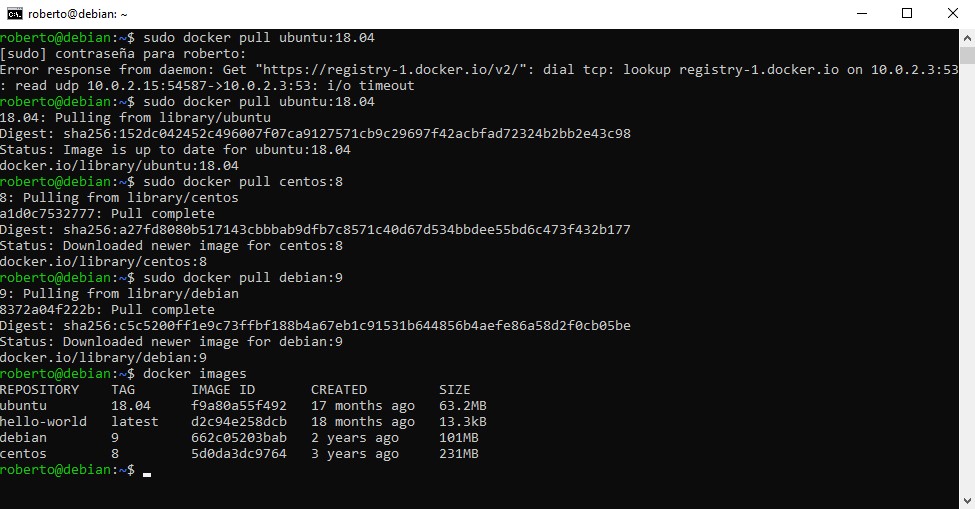 roberto@debian: ~
roberto@debian:~$ sudo docker pull ubuntu:18.04
[sudo] contraseña para roberto:
Error response from daemon: Get "https://registry-1.docker.io/v2/": dial tcp: lookup registry-1.docker.io on 10.0.2.3:53
: read udp 10.0.2.15:54587->10.0.2.3:53: i/o timeout
roberto@debian:~$ sudo docker pull ubuntu:18.04
18.04: Pulling from library/ubuntu
Digest: sha256:152dc042452c496007f07ca9127571cb9c29697f42acbfad72324b2bb2e43c98
Status: Image is up to date for ubuntu:18.04
docker.io/library/ubuntu:18.04
roberto@debian:~$ sudo docker pull centos:8
8: Pulling from library/centos
a1d0c7532777: Pull complete
Digest: sha256:a27fd8080b517143cbbbab9dfb7c8571c40d67d534bbdee55bd6c473f432b177
Status: Downloaded newer image for centos:8
docker.io/library/centos:8
roberto@debian:~$ sudo docker pull debian:9
9: Pulling from library/debian
8372a04f222b: Pull complete
Digest: sha256:c5c5200ff1e9c73ffbf188b4a67eb1c91531b644856b4aefe86a58d2f0cb05be
Status: Downloaded newer image for debian:9
docker.io/library/debian:9
roberto@debian:~$ docker images
REPOSITORY    TAG       IMAGE ID       CREATED         SIZE
ubuntu        18.04     f9a80a55f492   17 months ago   63.2MB
hello-world   latest    d2c94e258dcb   18 months ago   13.3kB
debian        9         662c05203bab   2 years ago     101MB
centos        8         5d0da3dc9764   3 years ago     231MB
roberto@debian:~$